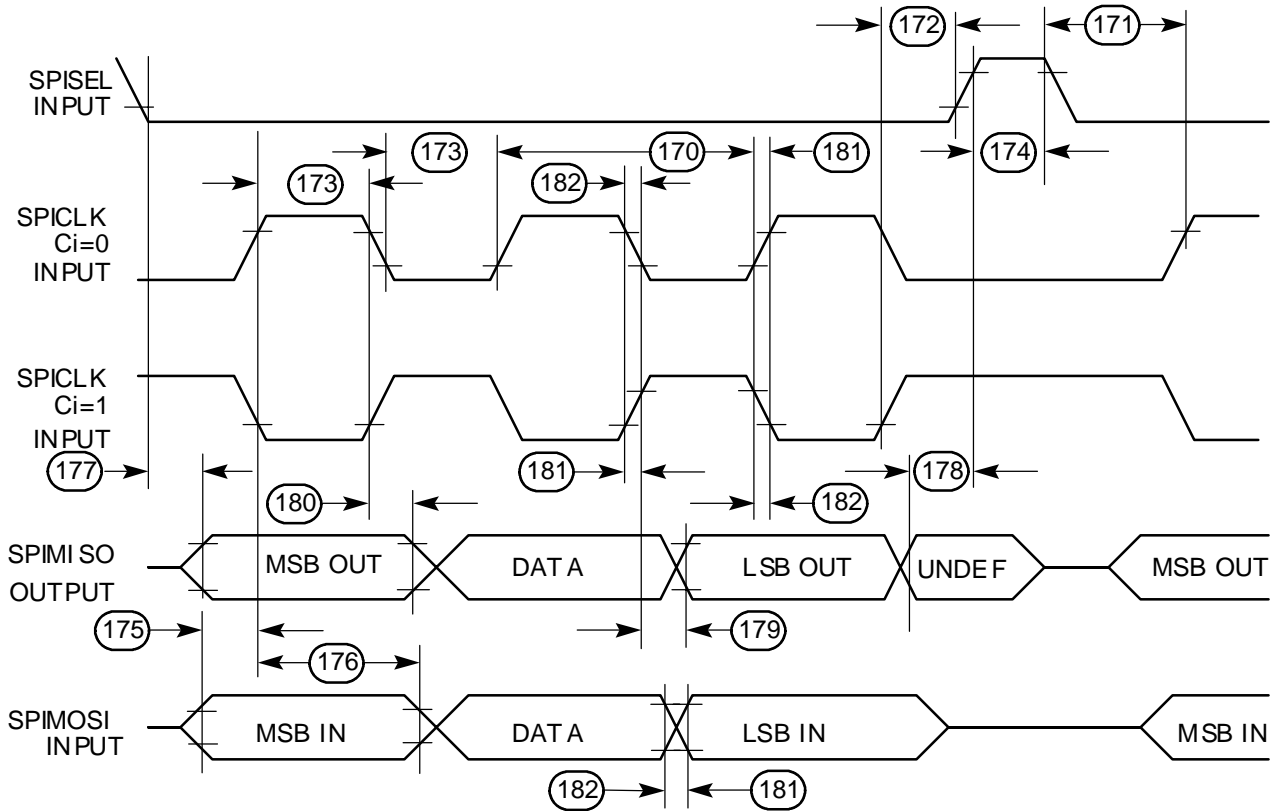 172
171
SPISEL
INPUT
173
170
181
174
173
182
SPICLK
Ci=0
INPUT
SPICLK
Ci=1
INPUT
177
181
178
180
182
SPIMISO
OUTPUT
MSB OUT
DATA
LSB OUT
UNDEF
MSB OUT
175
179
176
SPIMOSI
INPUT
MSB IN
DATA
LSB IN
MSB IN
182
181